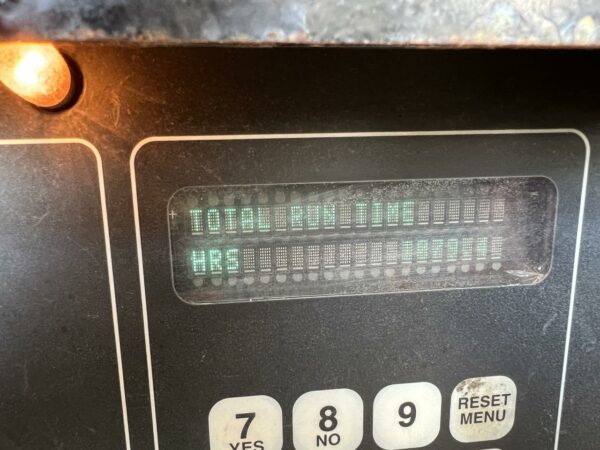 TOTAL RUN TIME
HRS
7
YES
8
NO
9
RESET
MENU